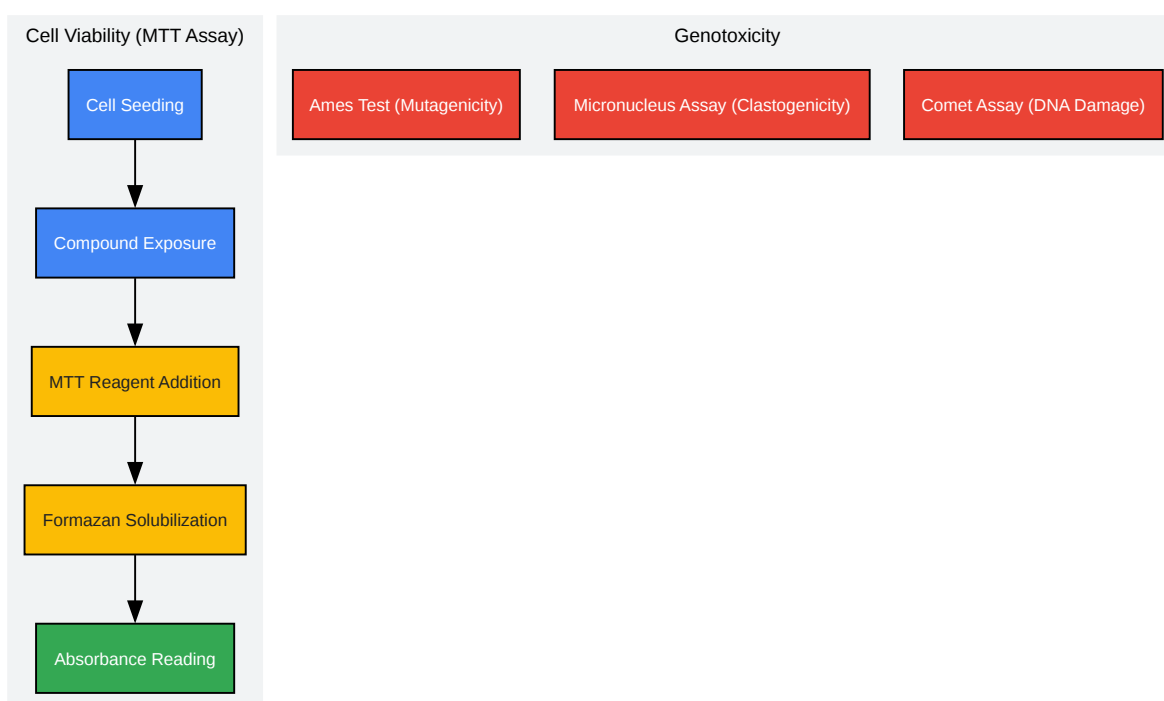 Cell Viability (MTT Assay)
Cell Seeding
Compound Exposure
MTT Reagent Addition
Formazan Solubilization
Absorbance Reading
Genotoxicity
Ames Test (Mutagenicity)
Micronucleus Assay (Clastogenicity)
Comet Assay (DNA Damage)